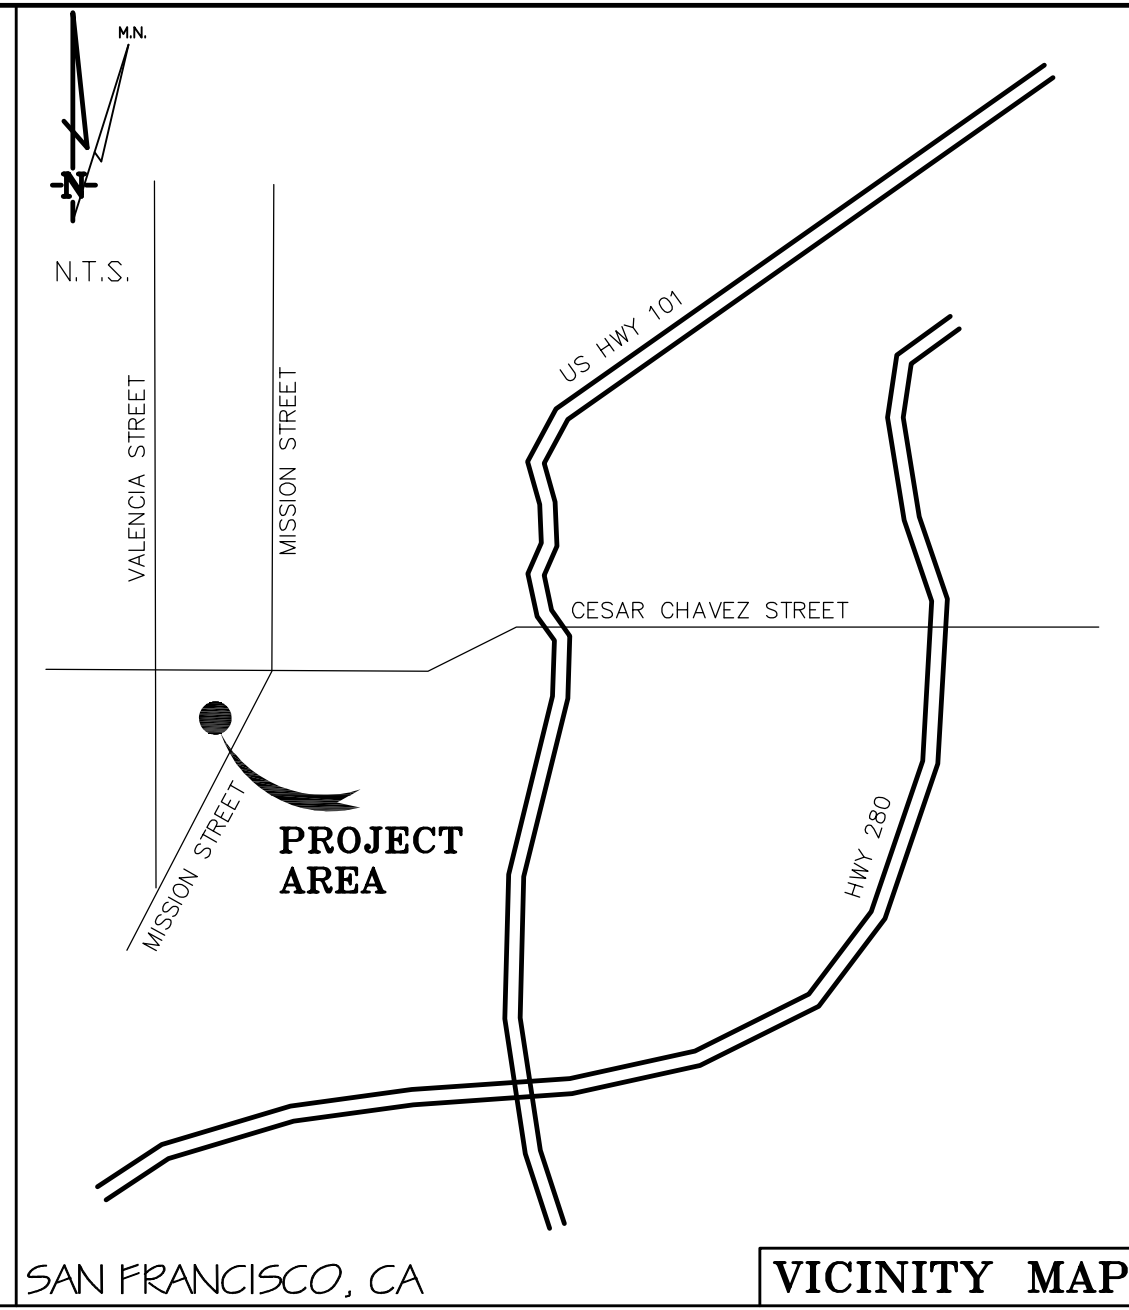 M.N.
N
N.T.S.
US HWY 101
VALENCIA STREET
MISSION STREET
CESAR CHAVEZ STREET
MISSION STREET
PROJECT
AREA
HWY 280
SAN FRANCISCO, CA
VICINITY MAP